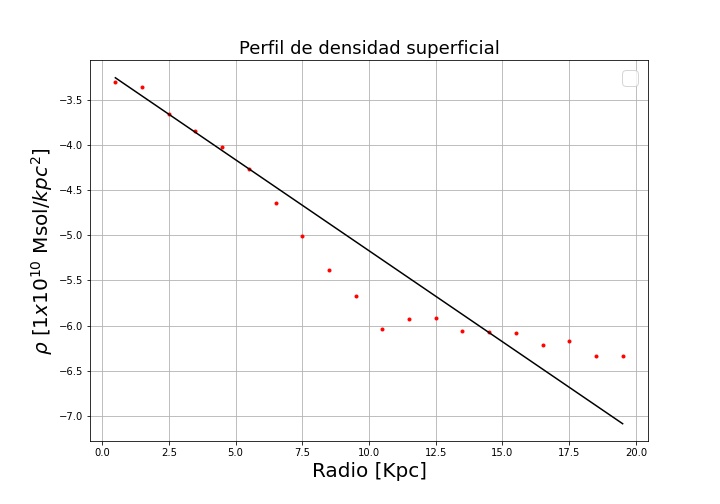 Perfil de densidad superficial
ρ [1x10^10 Msol/kpc^2]
−3.5
−4.0
−4.5
−5.0
−5.5
−6.0
−6.5
−7.0
0.0 2.5 5.0 7.5 10.0 12.5 15.0 17.5 20.0
Radio [Kpc]